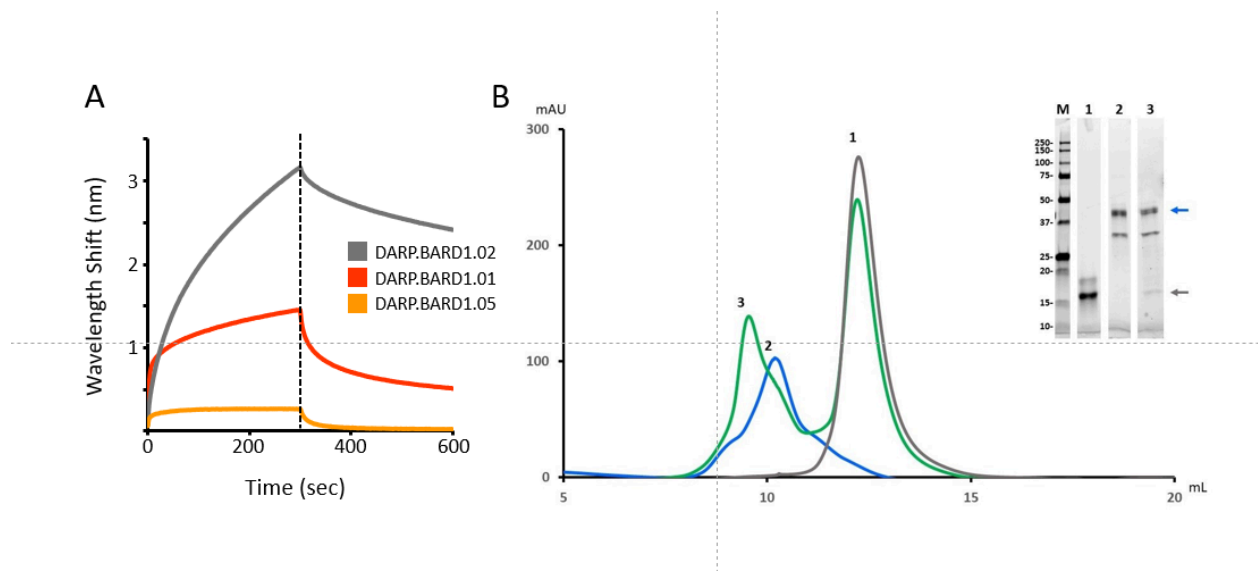 A
Wavelength Shift (nm)
3
2
1
0
200
400
600
Time (sec)
DARP.BARD1.02
DARP.BARD1.01
DARP.BARD1.05
B
mAU
300
200
100
0
5
10
15
20
mL
1
2
3
M 1 2 3
250-
150-
100-
75-
50-
37-
25-
20-
15-
10-